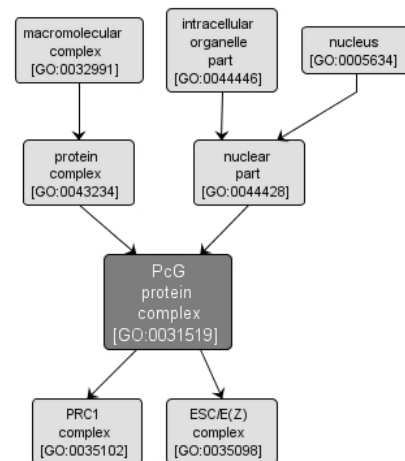 macromolecular
complex
[GO:0032991]
intracellular
organelle
part
[GO:0044446]
nucleus
[GO:0005634]
protein
complex
[GO:0043234]
nuclear
part
[GO:0044428]
PcG
protein
complex
[GO:0031519]
PRC1
complex
[GO:0035102]
ESC/E(Z)
complex
[GO:0035098]